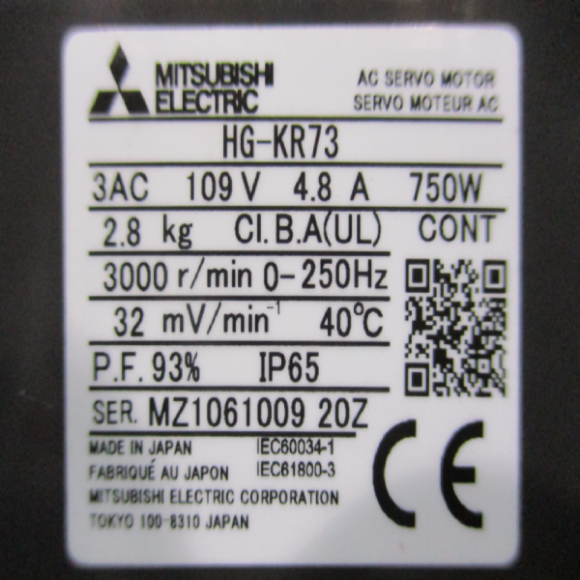 MITSUBISHI
ELECTRIC
AC SERVO MOTOR
SERVO MOTEUR AC
HG-KR73
3AC 109 V 4.8 A 750W
2.8 kg Cl. B.A(UL) CONT
3000 r/min 0-250Hz
32 mV/min⁻¹ 40℃
P.F. 93% IP65
SER. MZ1061009 20Z
MADE IN JAPAN IEC60034-1
FABRIQUÉ AU JAPON IEC61800-3
MITSUBISHI ELECTRIC CORPORATION
TOKYO 100-8310 JAPAN
CE